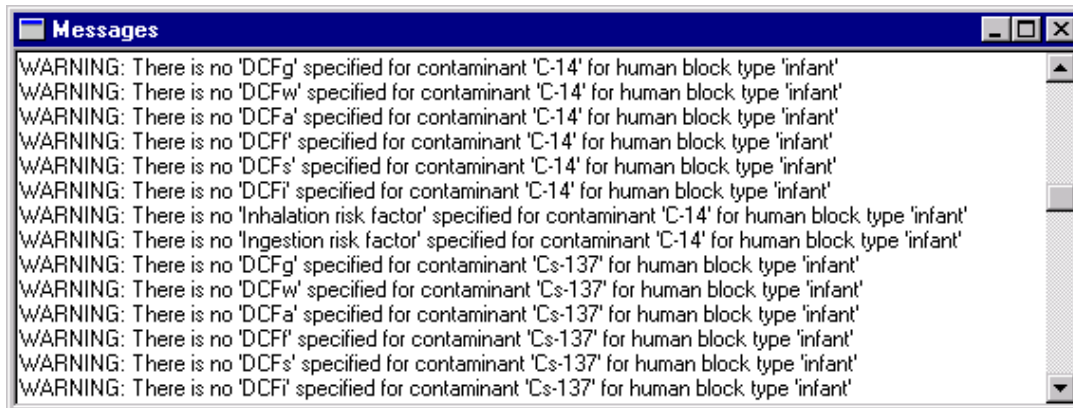 Messages
WARNING: There is no 'DCFg' specified for contaminant 'C-14' for human block type 'infant'
WARNING: There is no 'DCFw' specified for contaminant 'C-14' for human block type 'infant'
WARNING: There is no 'DCFa' specified for contaminant 'C-14' for human block type 'infant'
WARNING: There is no 'DCFf' specified for contaminant 'C-14' for human block type 'infant'
WARNING: There is no 'DCFs' specified for contaminant 'C-14' for human block type 'infant'
WARNING: There is no 'DCFi' specified for contaminant 'C-14' for human block type 'infant'
WARNING: There is no 'Inhalation risk factor' specified for contaminant 'C-14' for human block type 'infant'
WARNING: There is no 'Ingestion risk factor' specified for contaminant 'C-14' for human block type 'infant'
WARNING: There is no 'DCFg' specified for contaminant 'Cs-137' for human block type 'infant'
WARNING: There is no 'DCFw' specified for contaminant 'Cs-137' for human block type 'infant'
WARNING: There is no 'DCFa' specified for contaminant 'Cs-137' for human block type 'infant'
WARNING: There is no 'DCFf' specified for contaminant 'Cs-137' for human block type 'infant'
WARNING: There is no 'DCFs' specified for contaminant 'Cs-137' for human block type 'infant'
WARNING: There is no 'DCFi' specified for contaminant 'Cs-137' for human block type 'infant'